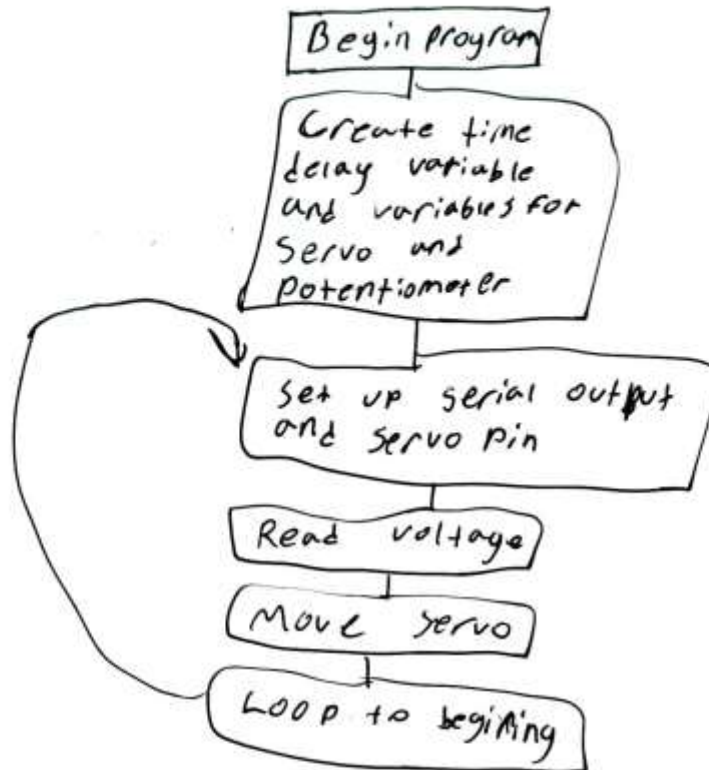 Begin program
Create time
delay variable
and variables for
servo and
potentiometer
Set up serial output
and servo pin
Read voltage
Move servo
Loop to begining